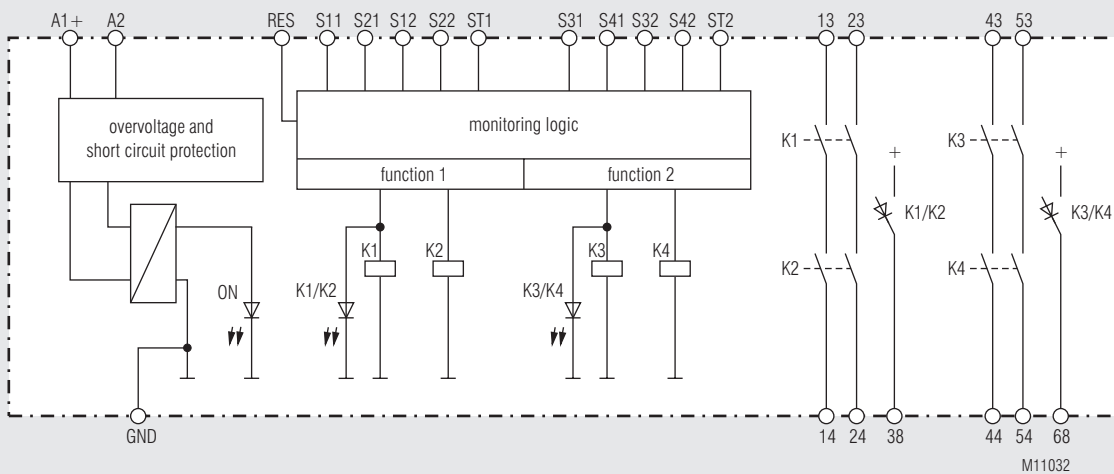 A1+ A2 RES S11 S21 S12 S22 ST1 S31 S41 S32 S42 ST2 13 23 43 53
overvoltage and
short circuit protection
monitoring logic
function 1 function 2
K1 K3
+ +
K1/K2 K3/K4
K1 K2 K3 K4
K2 K4
ON K1/K2 K3/K4
GND 14 24 38 44 54 68
M11032